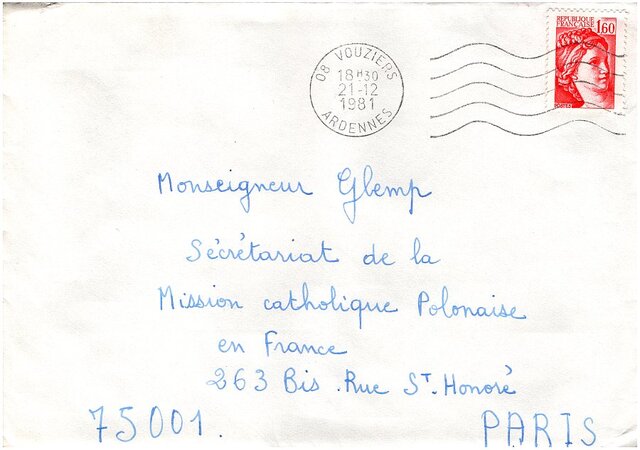 RÉPUBLIQUE
FRANÇAISE
1,60
POSTES
08 VOUZIERS
18H30
21-12
1981
ARDENNES
Monseigneur Glemp
Sécrétariat de la
Mission catholique Polonaise
en France
263 Bis. Rue St. Honoré
75001. PARIS